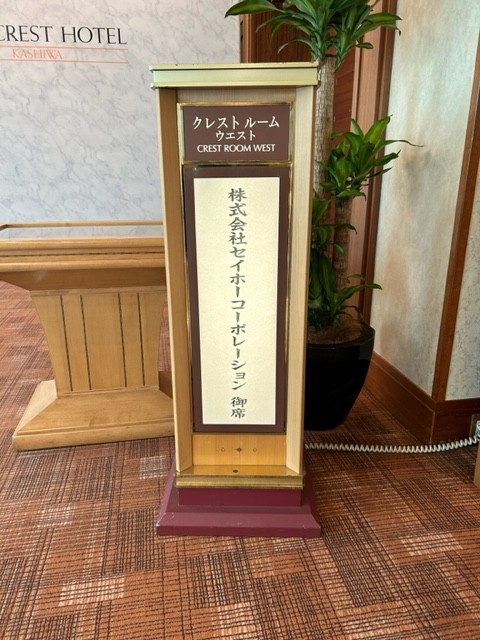 CREST HOTEL
KASHIWA
クレスト ルーム
ウエスト
CREST ROOM WEST
株式会社セイホーコーポレーション 御席